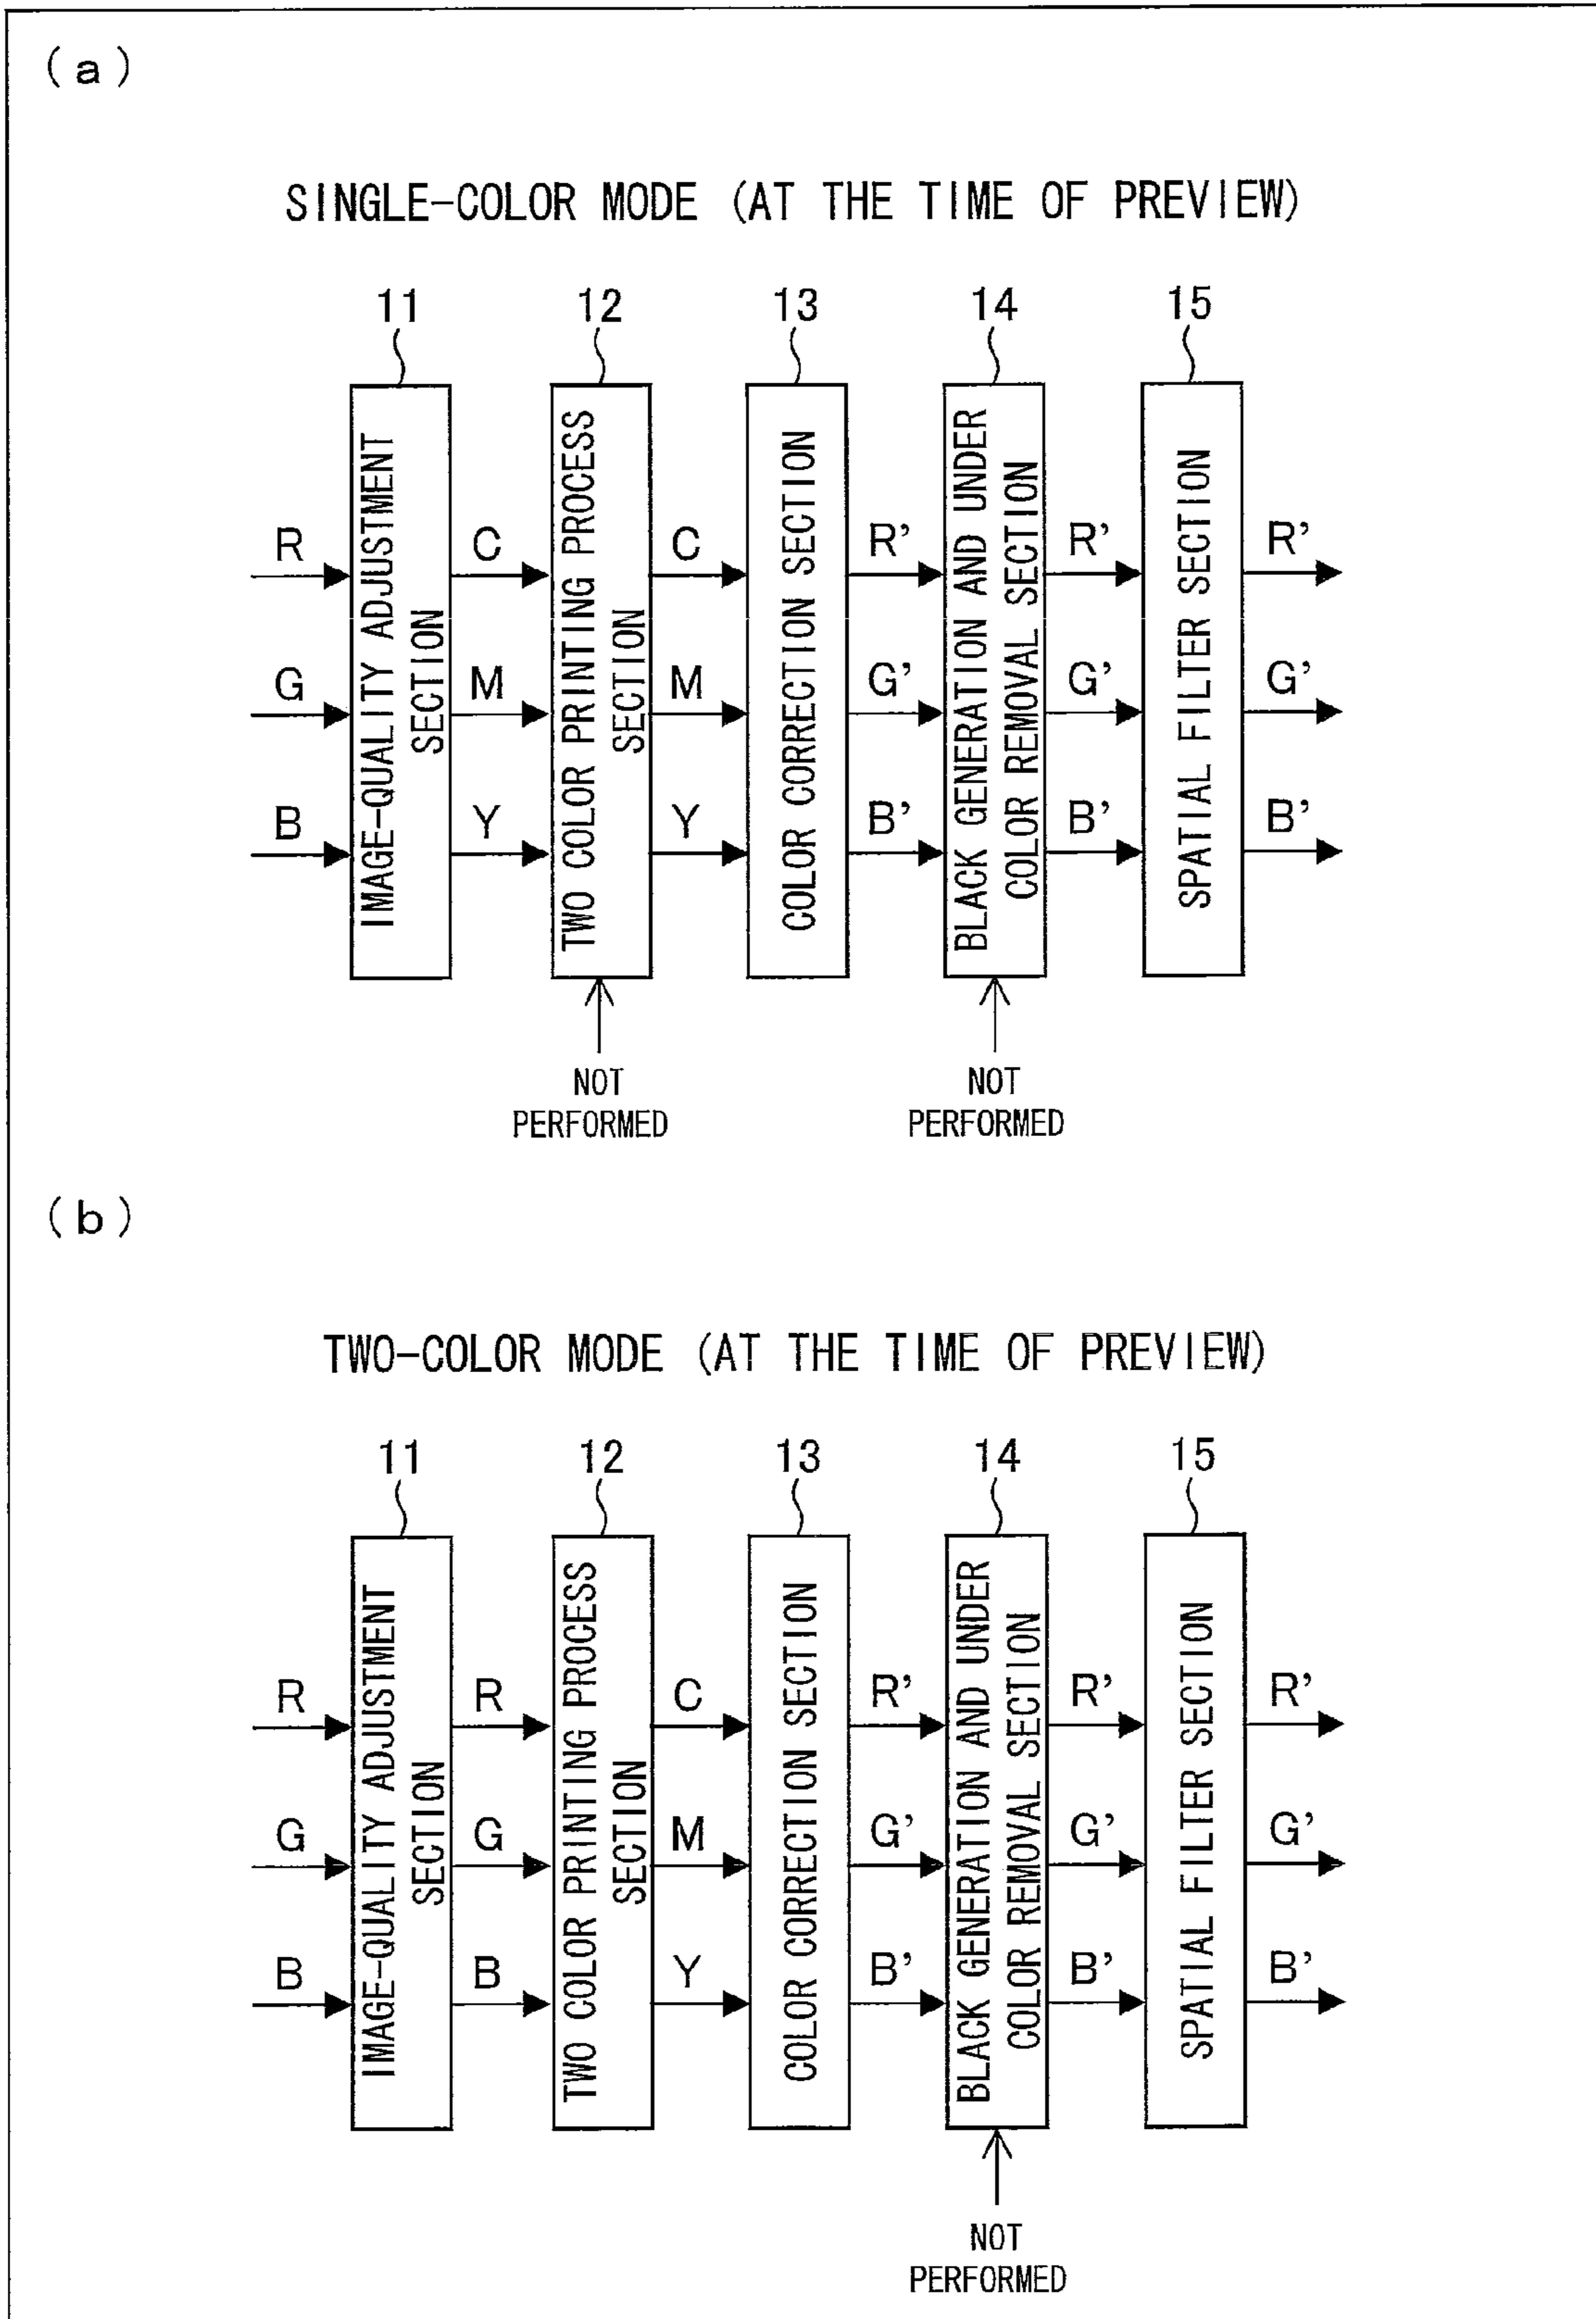 (a)
SINGLE-COLOR MODE (AT THE TIME OF PREVIEW)
11
12
13
14
15
IMAGE-QUALITY ADJUSTMENT
SECTION
TWO COLOR PRINTING PROCESS
SECTION
COLOR CORRECTION SECTION
BLACK GENERATION AND UNDER
COLOR REMOVAL SECTION
SPATIAL FILTER SECTION
R
C
C
R'
R'
R'
G
M
M
G'
G'
G'
B
Y
Y
B'
B'
B'
NOT
PERFORMED
NOT
PERFORMED
(b)
TWO-COLOR MODE (AT THE TIME OF PREVIEW)
11
12
13
14
15
IMAGE-QUALITY ADJUSTMENT
SECTION
TWO COLOR PRINTING PROCESS
SECTION
COLOR CORRECTION SECTION
BLACK GENERATION AND UNDER
COLOR REMOVAL SECTION
SPATIAL FILTER SECTION
R
R
C
R'
R'
R'
G
G
M
G'
G'
G'
B
B
Y
B'
B'
B'
NOT
PERFORMED